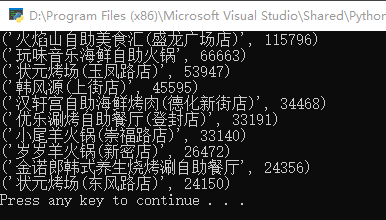 D:\Program Files (x86)\Microsoft Visual Studio\Shared\Pytho
('火焰山自助美食汇(盛龙广场店)', 115796)
('玩味音乐海鲜自助火锅', 66663)
('状元烤场(玉凤路店)', 53947)
('韩风源(上街店)', 45595)
('汉轩宫自助海鲜烤肉(德化新街店)', 34468)
('优乐涮烤自助餐厅(登封店)', 33191)
('小尾羊火锅(崇福路店)', 33140)
('岁岁羊火锅(新密店)', 26472)
('金诺郎韩式养生烧烤涮自助餐厅', 24356)
('状元烤场(东风路店)', 24150)
Press any key to continue . . .